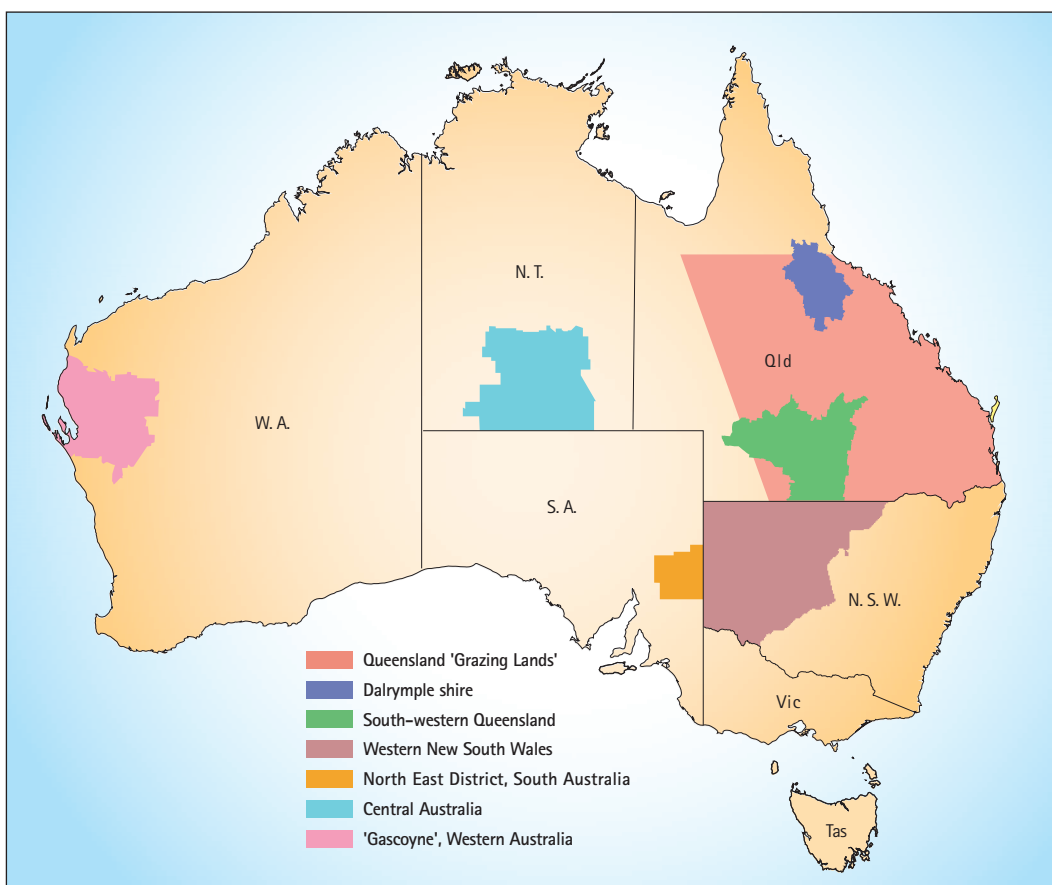 N. T.
Qld
W. A.
S. A.
N. S. W.
Vic
Tas
Queensland 'Grazing Lands'
Dalrymple shire
South-western Queensland
Western New South Wales
North East District, South Australia
Central Australia
'Gascoyne', Western Australia